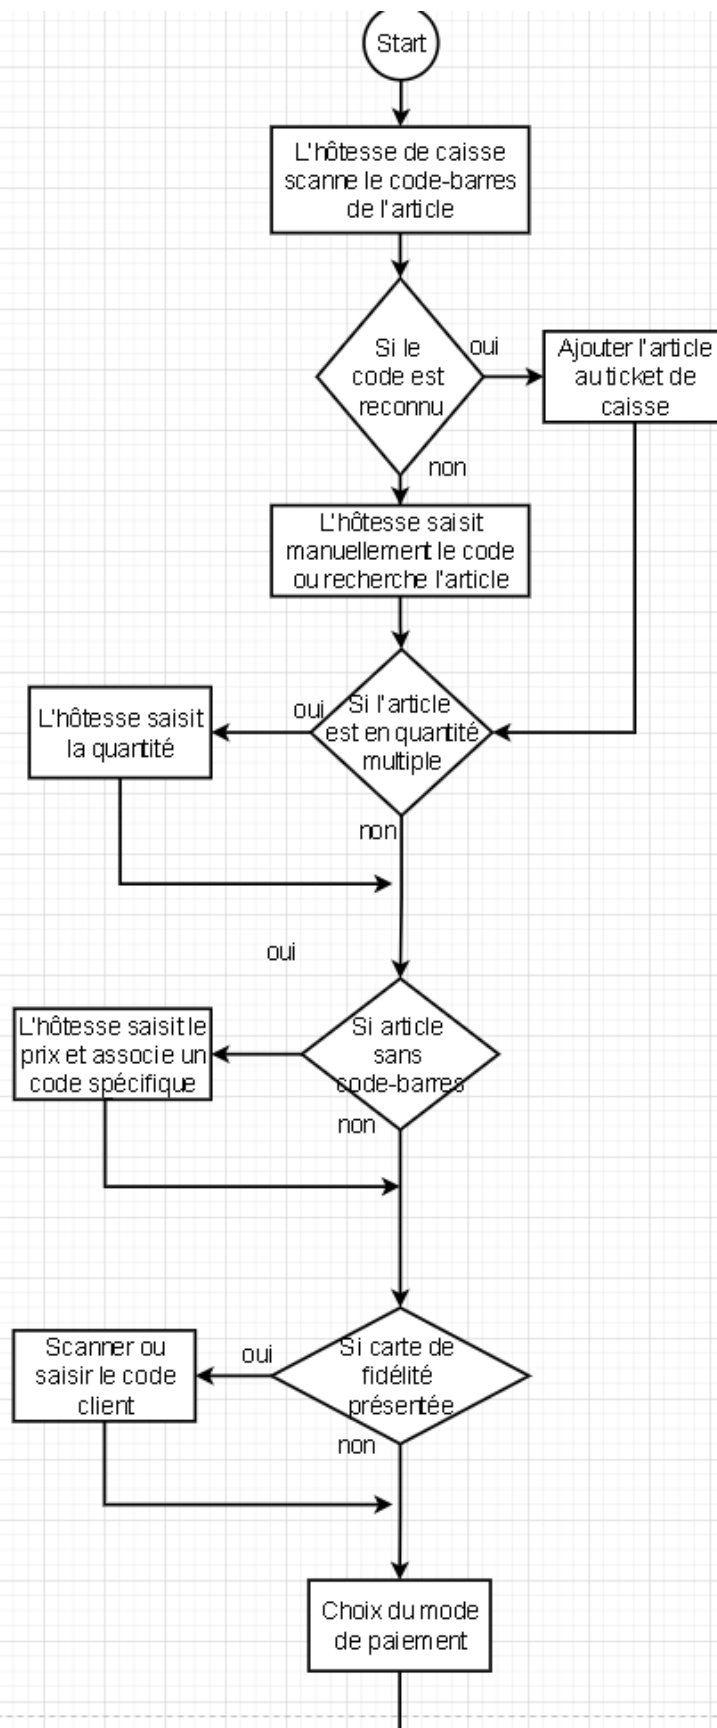 Start
L'hôtesse de caisse
scanne le code-barres
de l'article
Si le
code est
reconnu
oui
Ajouter l'article
au ticket de
caisse
non
L'hôtesse saisit
manuellement le code
ou recherche l'article
Si l'article
est en quantité
multiple
oui
L'hôtesse saisit
la quantité
non
oui
Si article
sans
code-barres
L'hôtesse saisit le
prix et associe un
code spécifique
non
Si carte de
fidélité
présentée
oui
Scanner ou
saisir le code
client
non
Choix du mode
de paiement